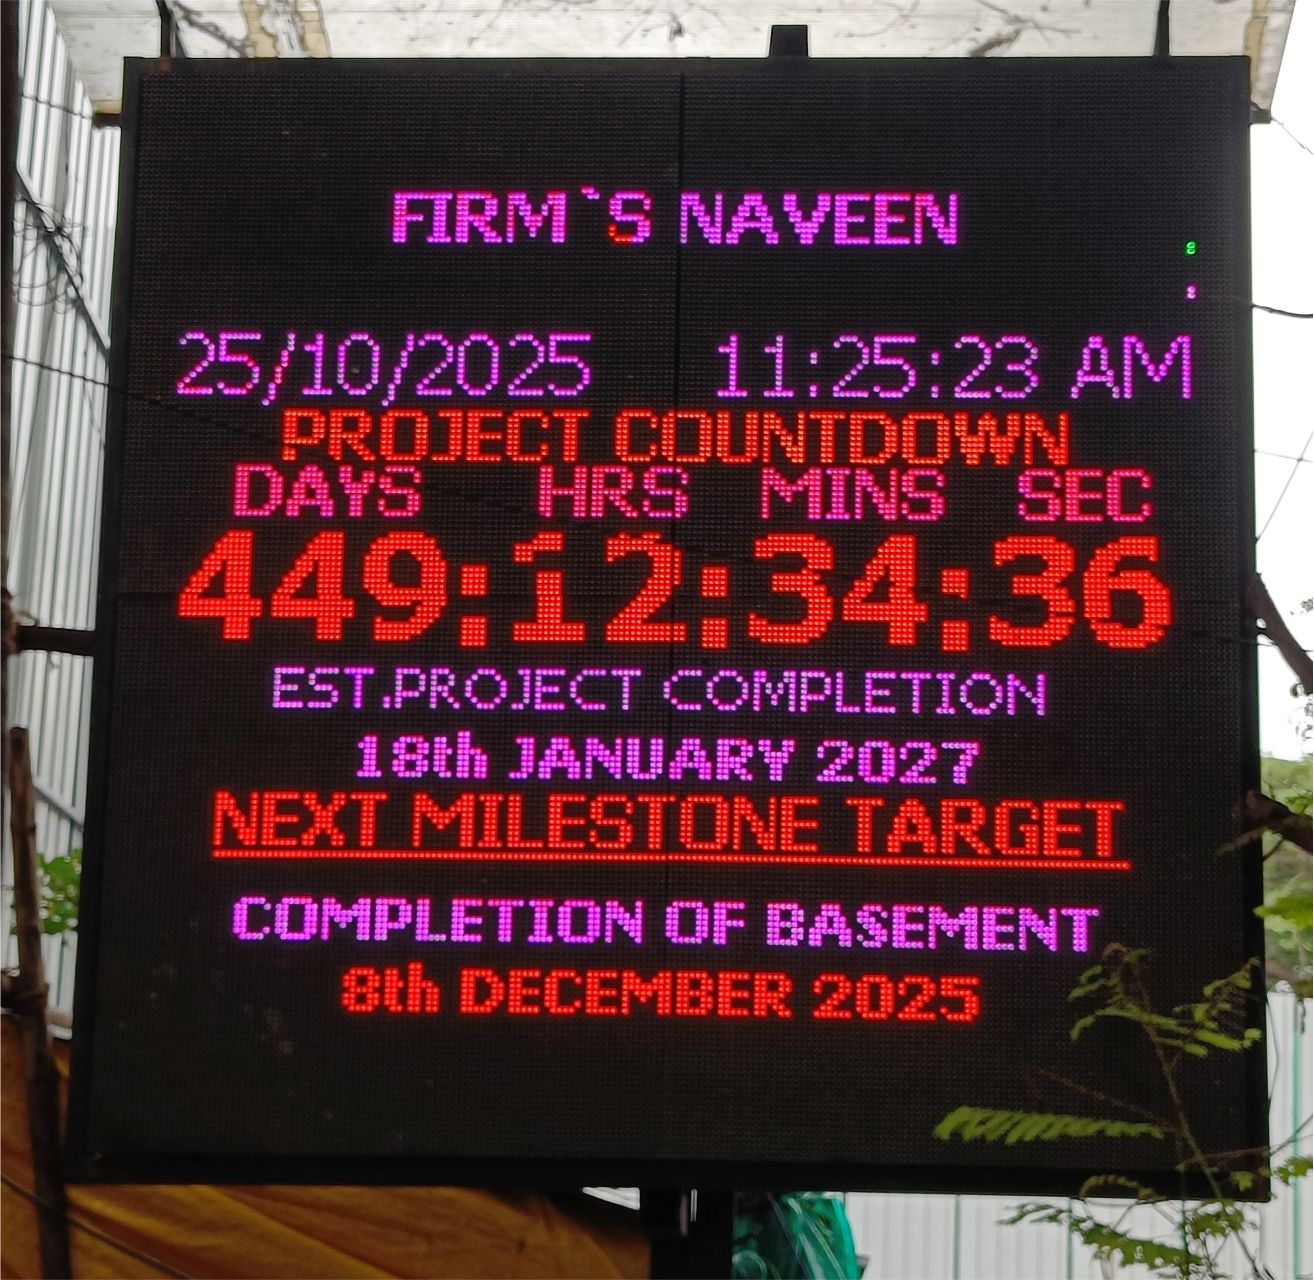 FIRM`S NAVEEN
8
:
25/10/2025 11:25:23 AM
PROJECT COUNTDOWN
DAYS HRS MINS SEC
449:12:34:36
EST.PROJECT COMPLETION
18th JANUARY 2027
NEXT MILESTONE TARGET
COMPLETION OF BASEMENT
8th DECEMBER 2025